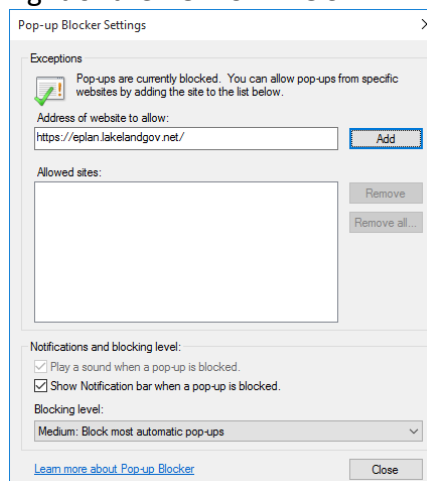 Pop-up Blocker Settings
Exceptions
Pop-ups are currently blocked. You can allow pop-ups from specific
websites by adding the site to the list below.
Address of website to allow:
https://eplan.lakelandgov.net/
Add
Allowed sites:
Remove
Remove all...
Notifications and blocking level:
Play a sound when a pop-up is blocked.
Show Notification bar when a pop-up is blocked.
Blocking level:
Medium: Block most automatic pop-ups
Learn more about Pop-up Blocker
Close